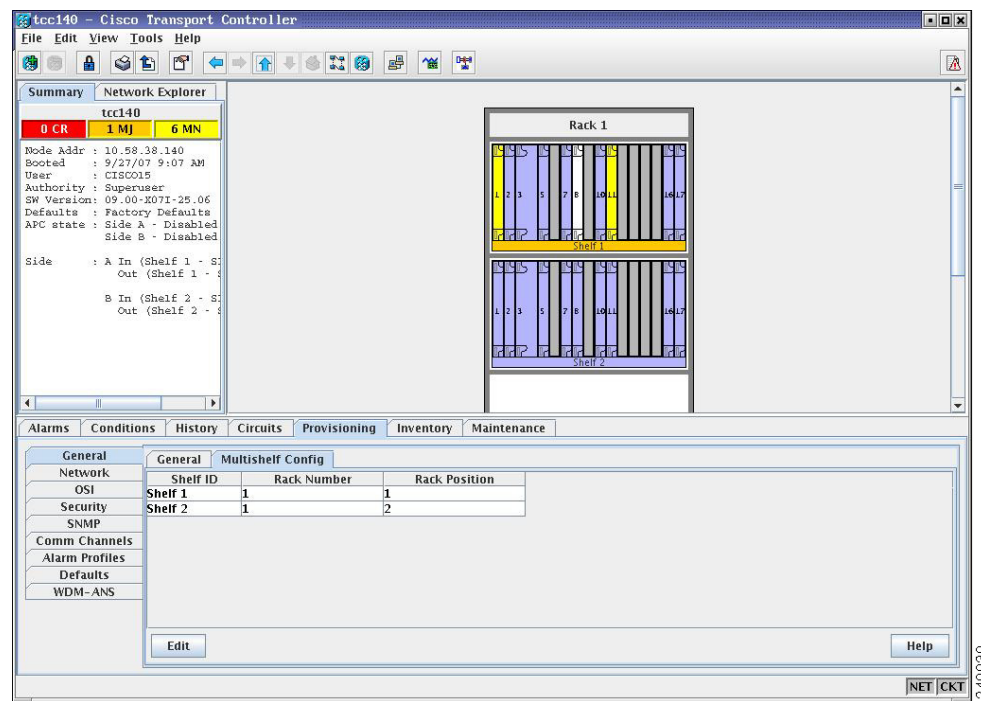 tcc140 - Cisco Transport Controller
File Edit View Tools Help
Summary Network Explorer
tcc140
0 CR 1 MJ 6 MN
Node Addr : 10.58.38.140
Booted : 9/27/07 9:07 AM
User : CISCO15
Authority : Superuser
SW Version: 09.00-X07I-25.06
Defaults : Factory Defaults
APC state : Side A - Disabled
Side B - Disabled
Side : A In (Shelf 1 - S
Out (Shelf 1 -
B In (Shelf 2 - S
Out (Shelf 2 -
Rack 1
1 2 3 5 7 8 10 11 16 17
Shelf 1
1 2 3 5 7 8 10 11 16 17
Shelf 2
Alarms Conditions History Circuits Provisioning Inventory Maintenance
General
Network
OSI
Security
SNMP
Comm Channels
Alarm Profiles
Defaults
WDM-ANS
General Multishelf Config
Shelf ID Rack Number Rack Position
Shelf 1 1 1
Shelf 2 1 2
Edit
Help
NET CKT